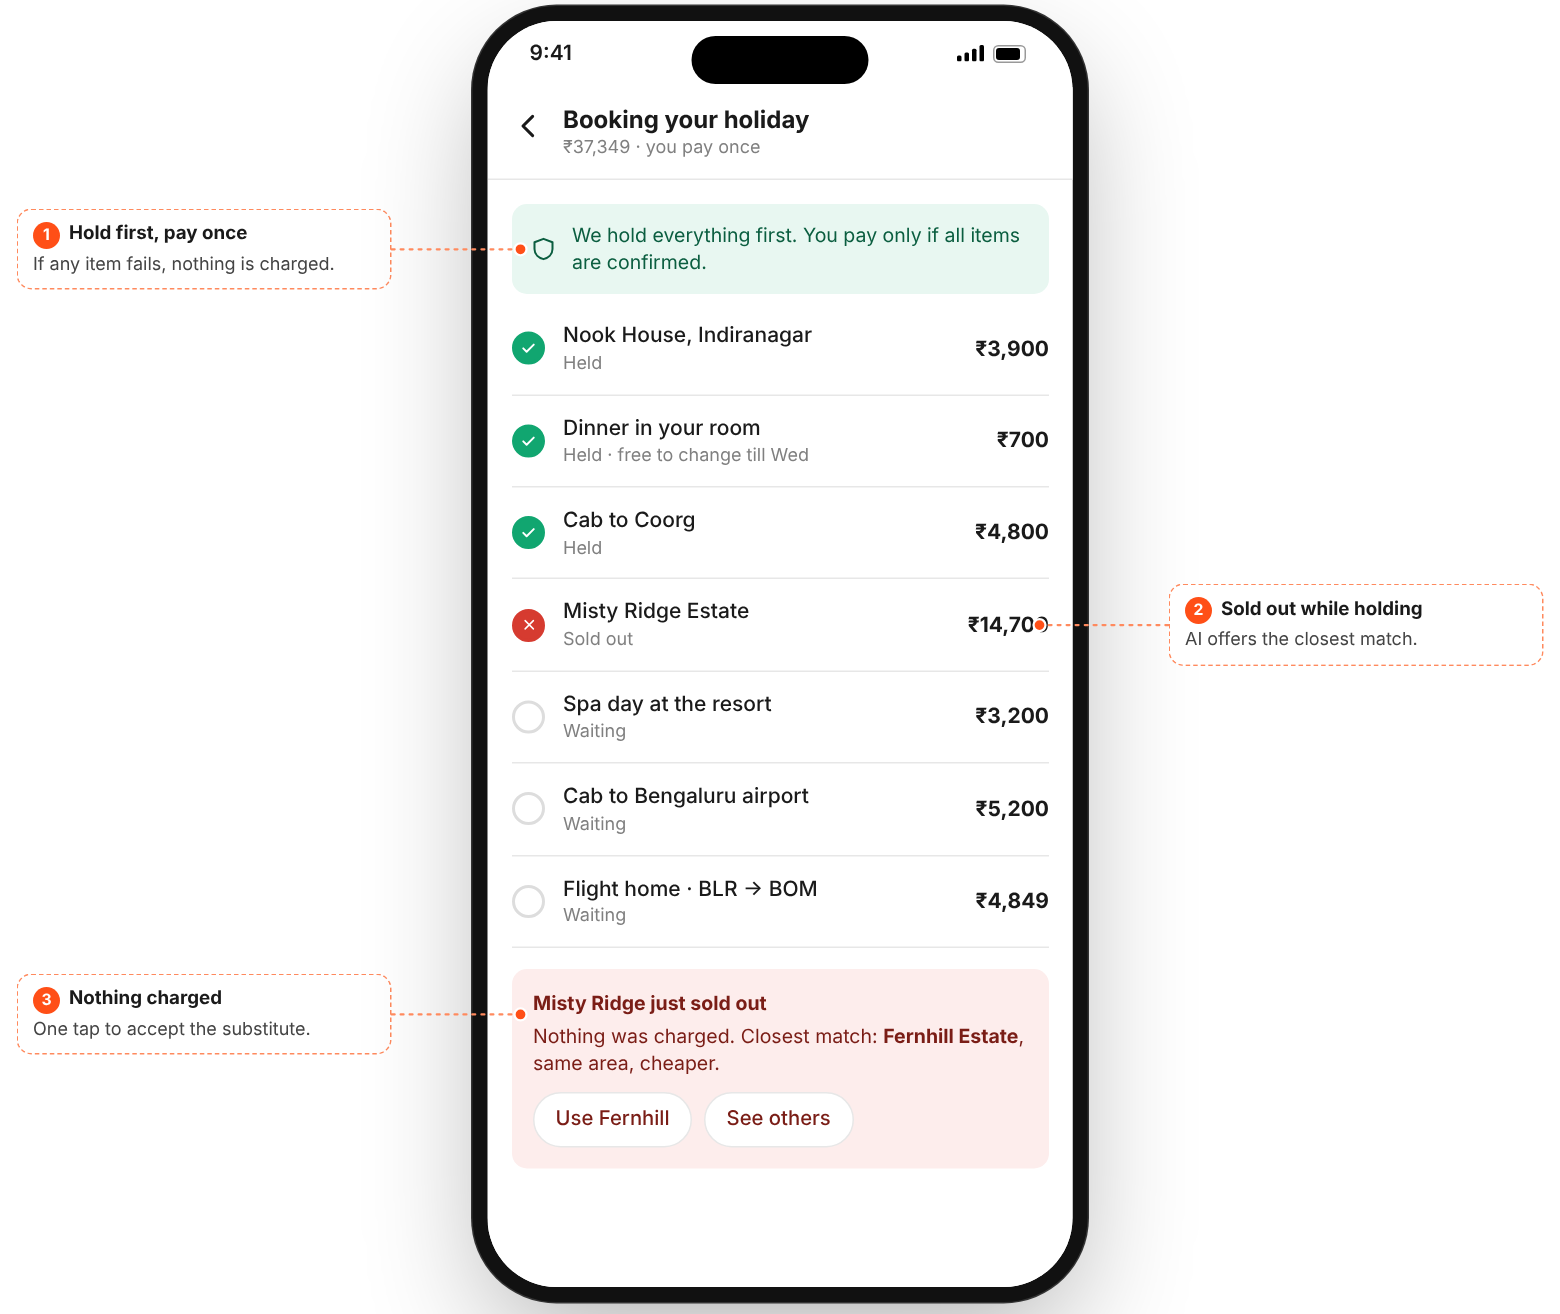 9:41
Booking your holiday
₹37,349 · you pay once
1 Hold first, pay once
If any item fails, nothing is charged.
We hold everything first. You pay only if all items
are confirmed.
Nook House, Indiranagar
Held
₹3,900
Dinner in your room
Held · free to change till Wed
₹700
Cab to Coorg
Held
₹4,800
Misty Ridge Estate
Sold out
₹14,700
2 Sold out while holding
AI offers the closest match.
Spa day at the resort
Waiting
₹3,200
Cab to Bengaluru airport
Waiting
₹5,200
Flight home · BLR → BOM
Waiting
₹4,849
3 Nothing charged
One tap to accept the substitute.
Misty Ridge just sold out
Nothing was charged. Closest match: Fernhill Estate,
same area, cheaper.
Use Fernhill
See others